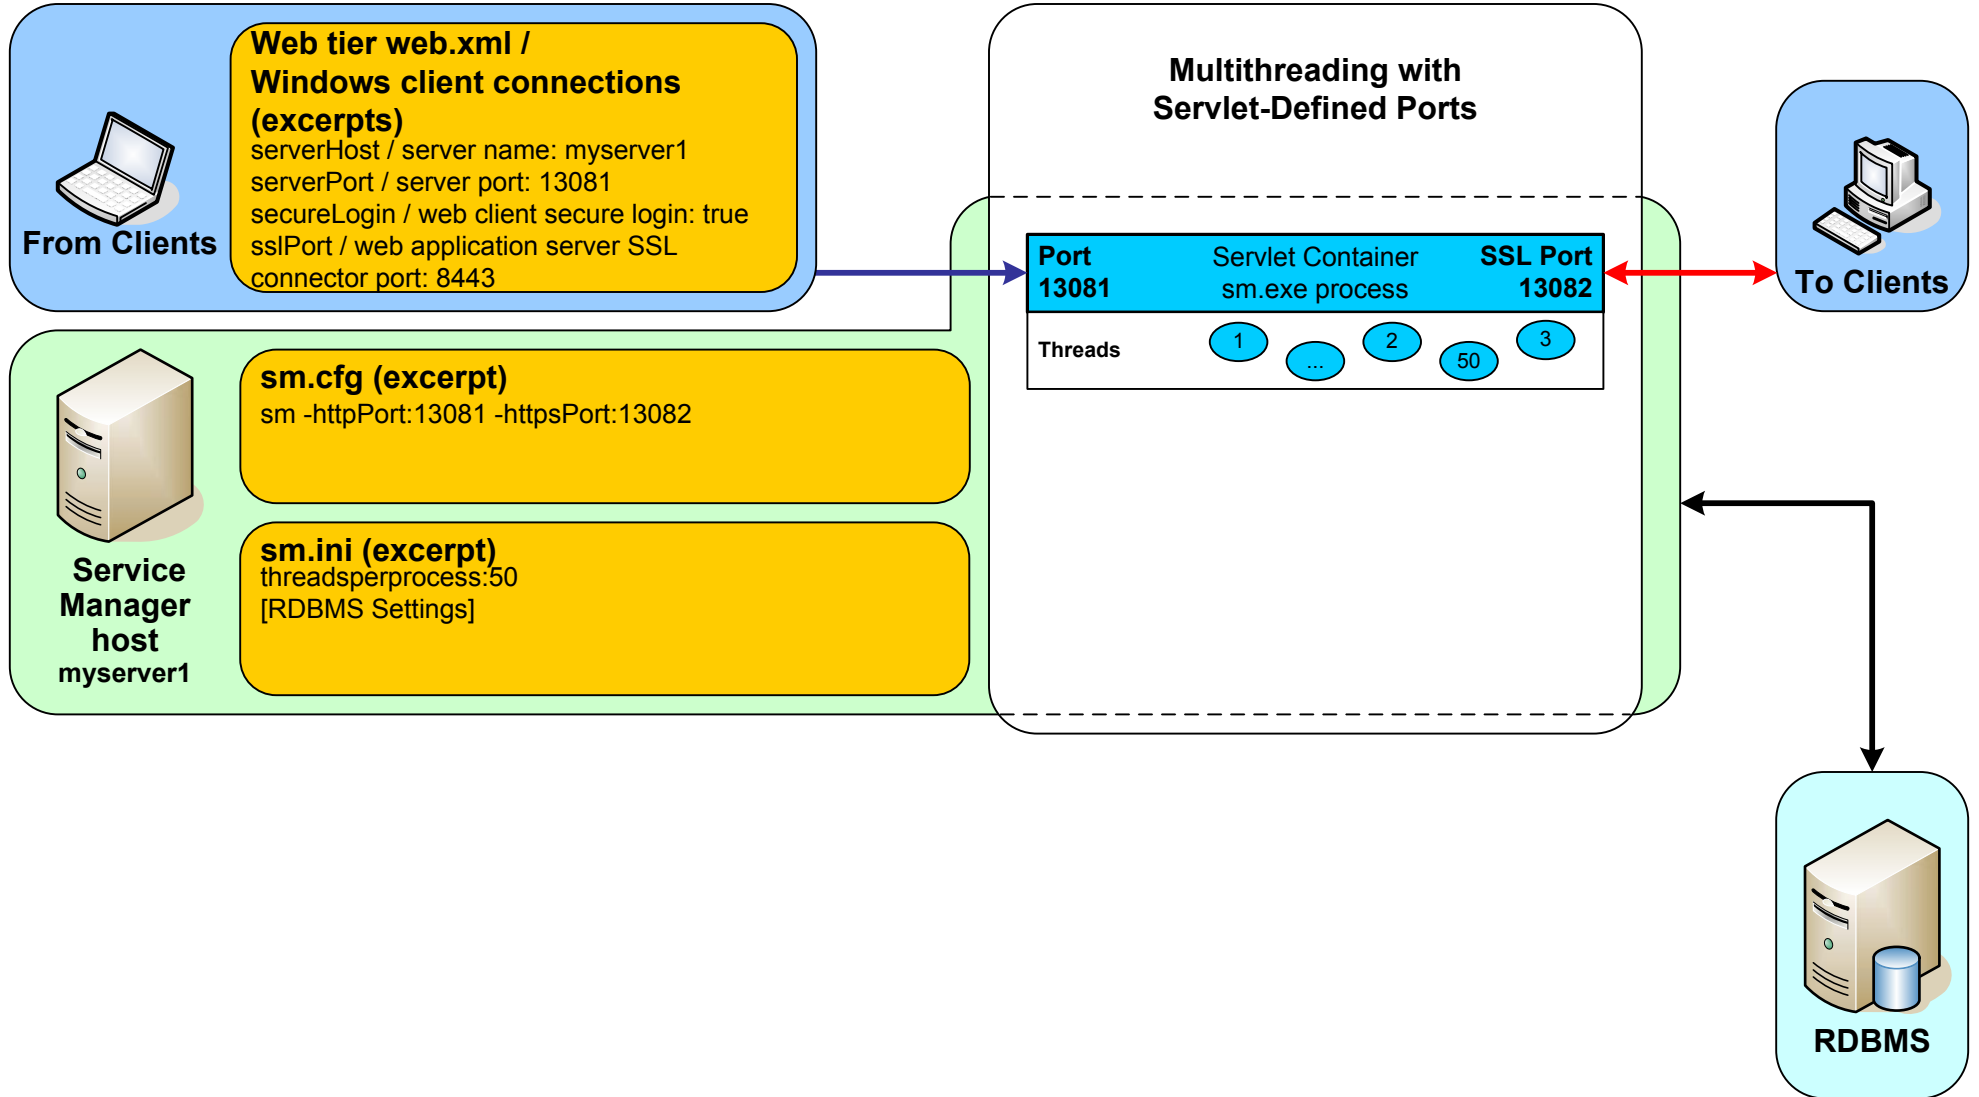 Web tier web.xml /
Windows client connections
(excerpts)
serverHost / server name: myserver1
serverPort / server port: 13081
secureLogin / web client secure login: true
sslPort / web application server SSL
connector port: 8443
From Clients
Multithreading with
Servlet-Defined Ports
Port
13081
Servlet Container
sm.exe process
SSL Port
13082
Threads
1
...
2
50
3
To Clients
sm.cfg (excerpt)
sm -httpPort:13081 -httpsPort:13082
sm.ini (excerpt)
threadsperprocess:50
[RDBMS Settings]
Service
Manager
host
myserver1
RDBMS